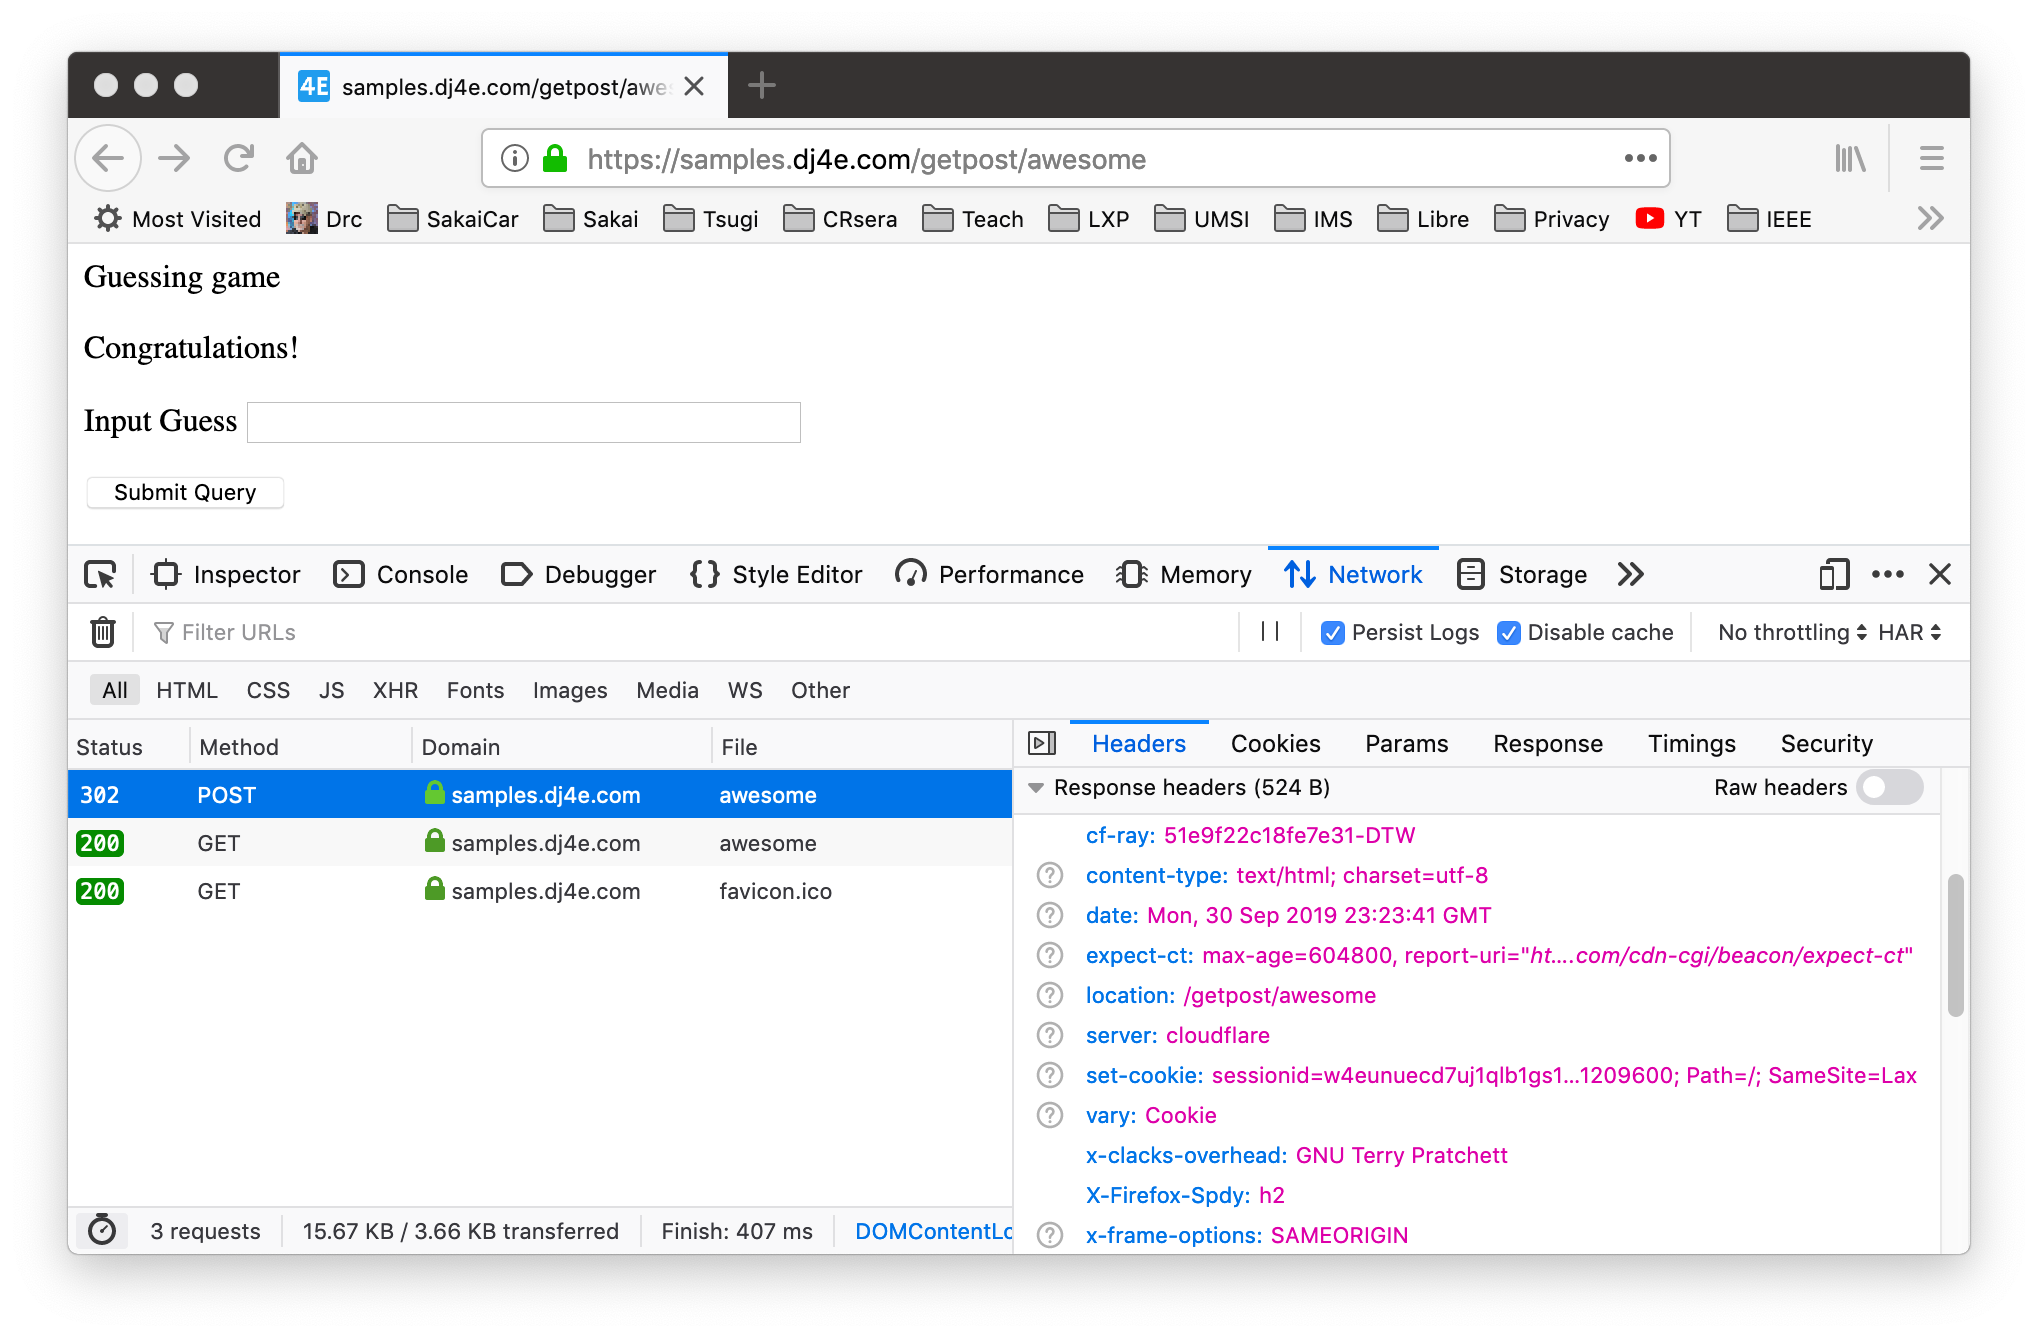 4E samples.dj4e.com/getpost/awe
https://samples.dj4e.com/getpost/awesome
Most Visited Drc SakaiCar Sakai Tsugi CRsera Teach LXP UMSI IMS Libre Privacy YT IEEE
Guessing game
Congratulations!
Input Guess
Submit Query
Inspector Console Debugger {} Style Editor Performance Memory Network Storage
Filter URLs Persist Logs Disable cache No throttling HAR
All HTML CSS JS XHR Fonts Images Media WS Other
Status Method Domain File
302 POST samples.dj4e.com awesome
200 GET samples.dj4e.com awesome
200 GET samples.dj4e.com favicon.ico
3 requests 15.67 KB / 3.66 KB transferred Finish: 407 ms DOMContentLo
Headers Cookies Params Response Timings Security
Response headers (524 B) Raw headers
cf-ray: 51e9f22c18fe7e31-DTW
content-type: text/html; charset=utf-8
date: Mon, 30 Sep 2019 23:23:41 GMT
expect-ct: max-age=604800, report-uri="ht….com/cdn-cgi/beacon/expect-ct"
location: /getpost/awesome
server: cloudflare
set-cookie: sessionid=w4eunuecd7uj1qlb1gs1…1209600; Path=/; SameSite=Lax
vary: Cookie
x-clacks-overhead: GNU Terry Pratchett
X-Firefox-Spdy: h2
x-frame-options: SAMEORIGIN